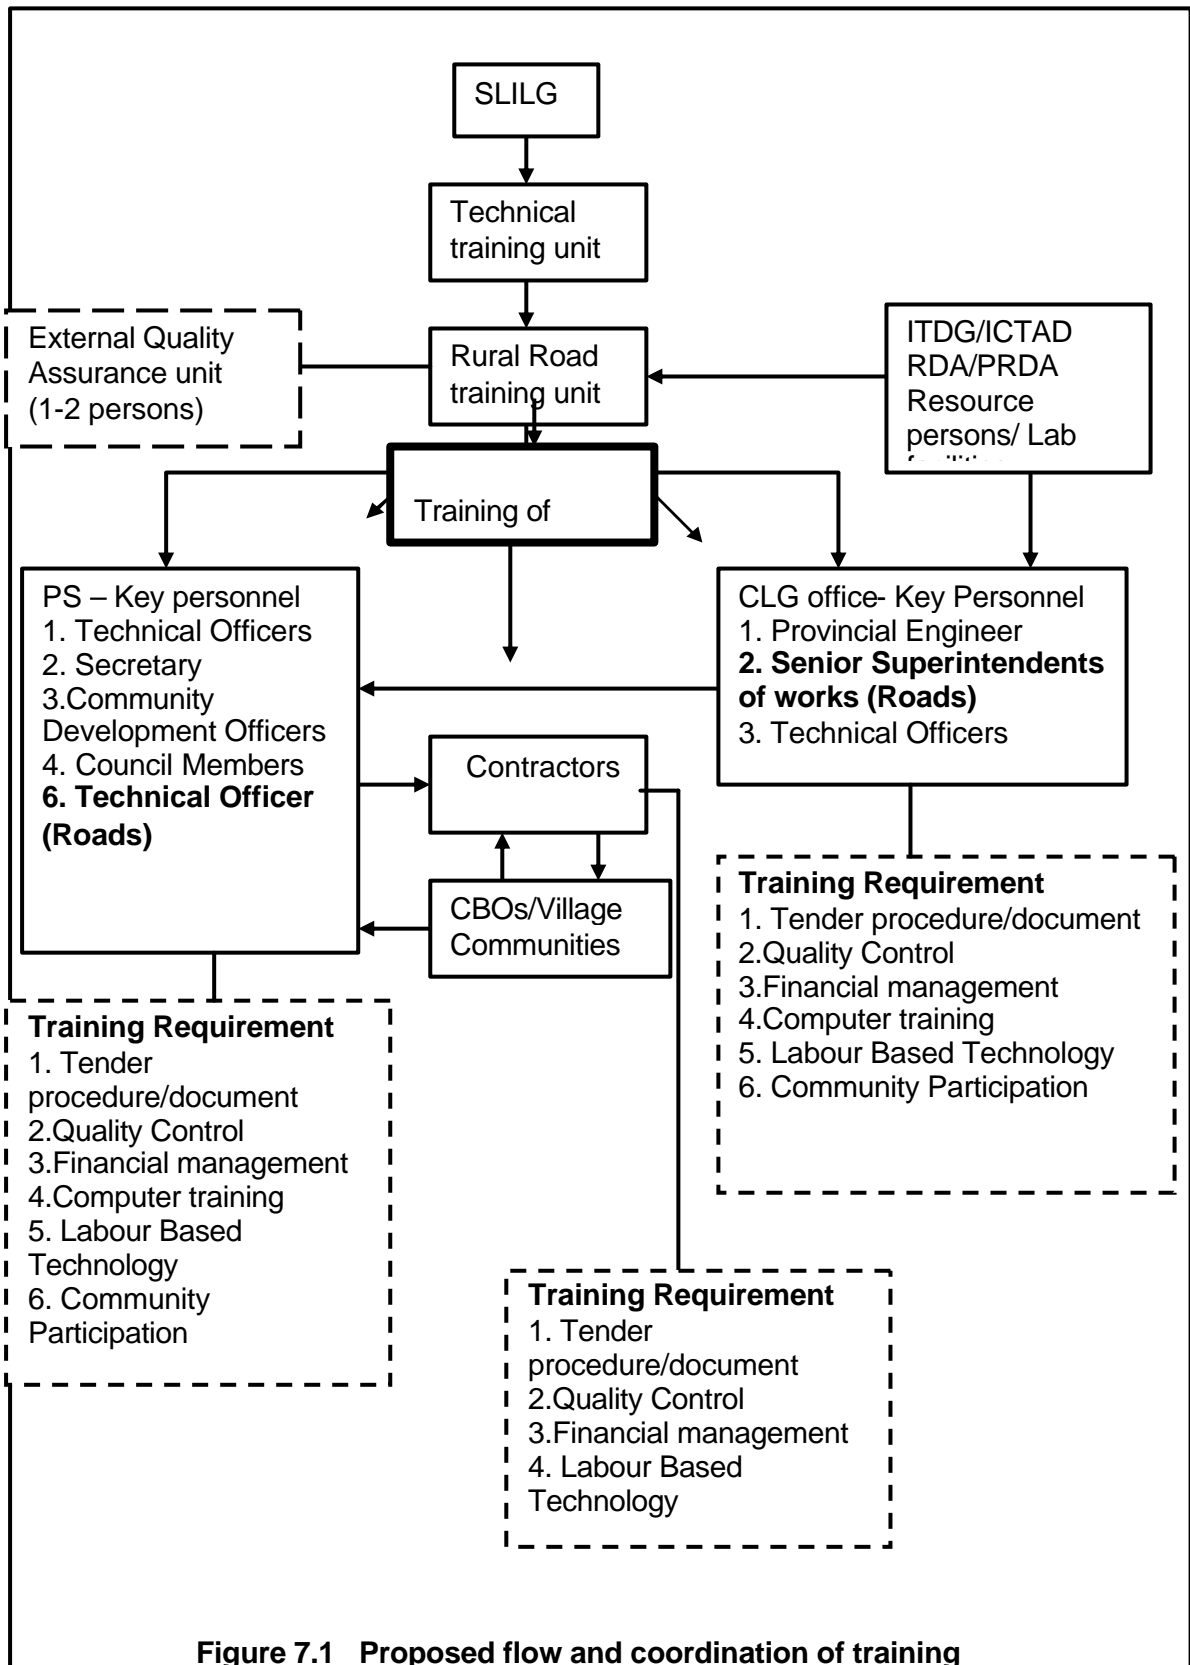 SLILG
Technical
training unit
External Quality
Assurance unit
(1-2 persons)
Rural Road
training unit
ITDG/ICTAD
RDA/PRDA
Resource
persons/ Lab
Training of
PS – Key personnel
1. Technical Officers
2. Secretary
3.Community
Development Officers
4. Council Members
6. Technical Officer
(Roads)
CLG office- Key Personnel
1. Provincial Engineer
2. Senior Superintendents
of works (Roads)
3. Technical Officers
Contractors
CBOs/Village
Communities
Training Requirement
1. Tender procedure/document
2.Quality Control
3.Financial management
4.Computer training
5. Labour Based Technology
6. Community Participation
Training Requirement
1. Tender
procedure/document
2.Quality Control
3.Financial management
4.Computer training
5. Labour Based
Technology
6. Community
Participation
Training Requirement
1. Tender
procedure/document
2.Quality Control
3.Financial management
4. Labour Based
Technology
Figure 7.1 Proposed flow and coordination of training